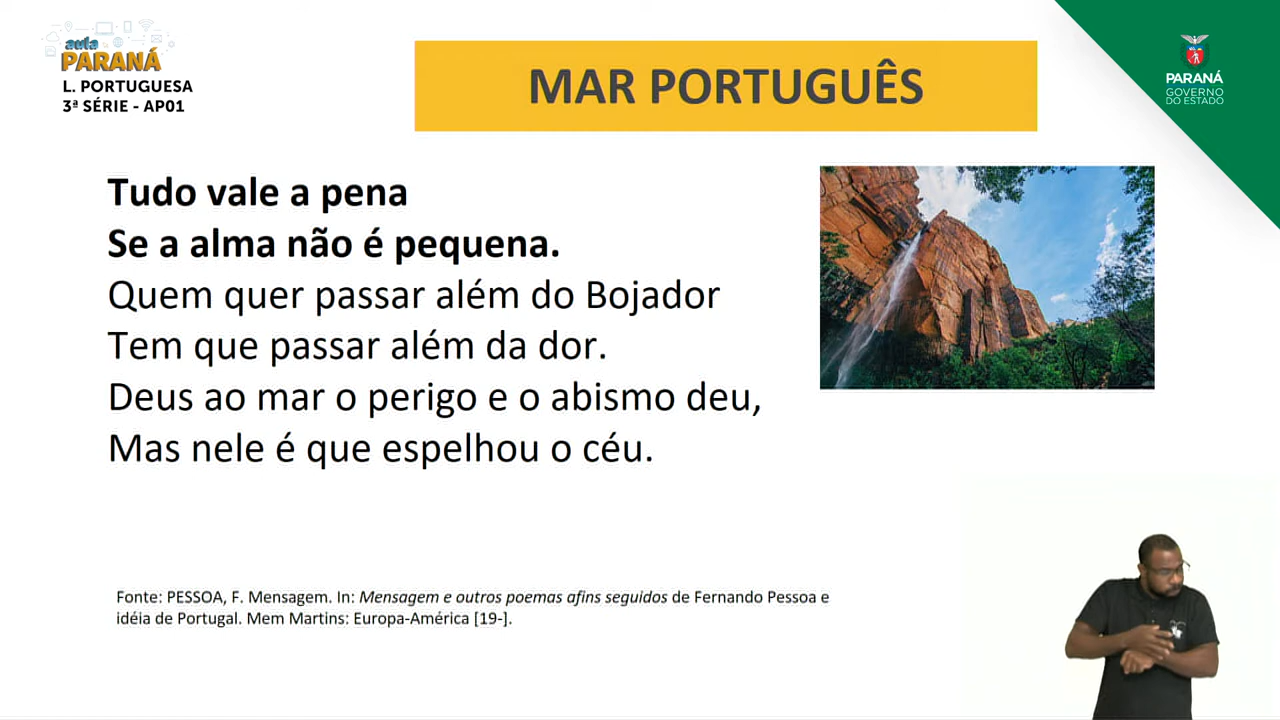 aula
PARANÁ
L. PORTUGUESA
3ª SÉRIE - AP01
MAR PORTUGUÊS
PARANÁ
GOVERNO
DO ESTADO
Tudo vale a pena
Se a alma não é pequena.
Quem quer passar além do Bojador
Tem que passar além da dor.
Deus ao mar o perigo e o abismo deu,
Mas nele é que espelhou o céu.
Fonte: PESSOA, F. Mensagem. In: Mensagem e outros poemas afins seguidos de Fernando Pessoa e
idéia de Portugal. Mem Martins: Europa-América [19-].